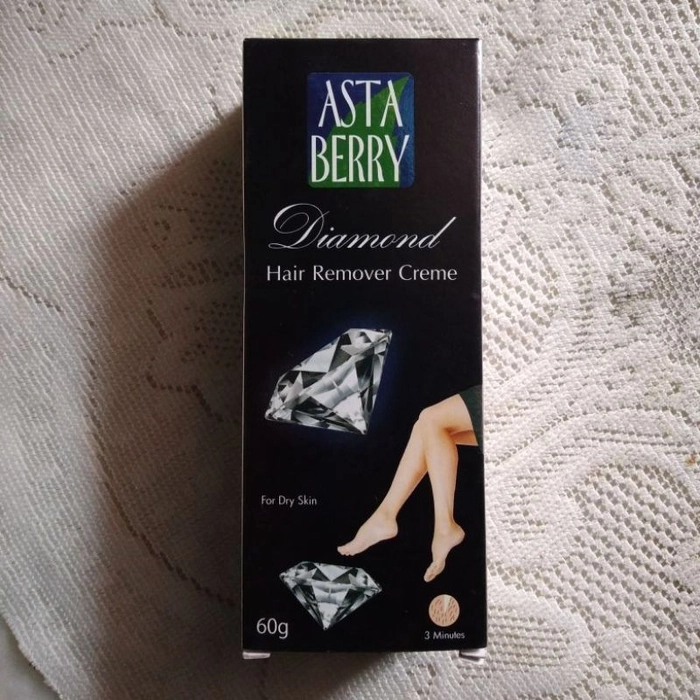 ASTA
BERRY
Diamond
Hair Remover Creme
For Dry Skin
60g
3 Minutes